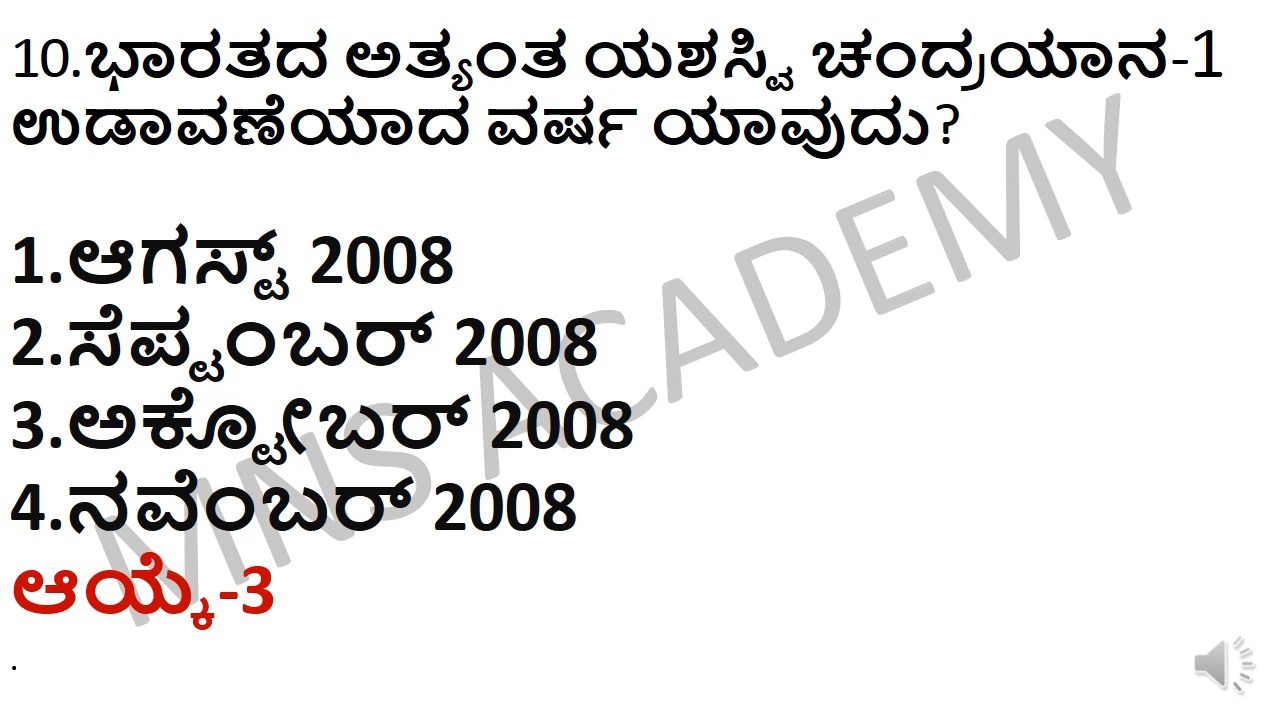 10.ಭಾರತದ ಅತ್ಯಂತ ಯಶಸ್ವಿ ಚಂದ್ರಯಾನ-1
ಉಡಾವಣೆಯಾದ ವರ್ಷ ಯಾವುದು?
1.ಆಗಸ್ಟ್ 2008
2.ಸೆಪ್ಟಂಬರ್ 2008
3.ಅಕ್ಟೋಬರ್ 2008
4.ನವೆಂಬರ್ 2008
ಆಯ್ಕೆ-3
.
MNS ACADEMY